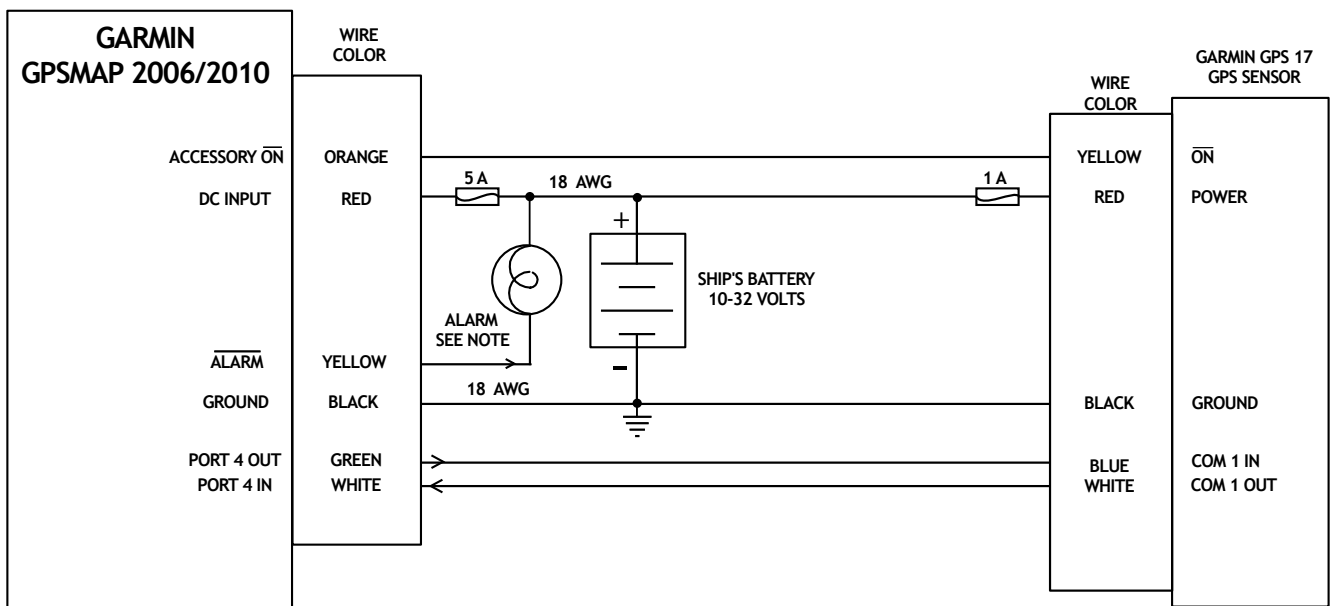 GARMIN
GPSMAP 2006/2010
WIRE
COLOR
GARMIN GPS 17
GPS SENSOR
WIRE
COLOR
ACCESSORY ON
ORANGE
YELLOW
ON
DC INPUT
RED
5 A
18 AWG
1 A
RED
POWER
+
SHIP'S BATTERY
10-32 VOLTS
ALARM
SEE NOTE
ALARM
YELLOW
-
18 AWG
GROUND
BLACK
BLACK
GROUND
PORT 4 OUT
GREEN
BLUE
COM 1 IN
PORT 4 IN
WHITE
WHITE
COM 1 OUT